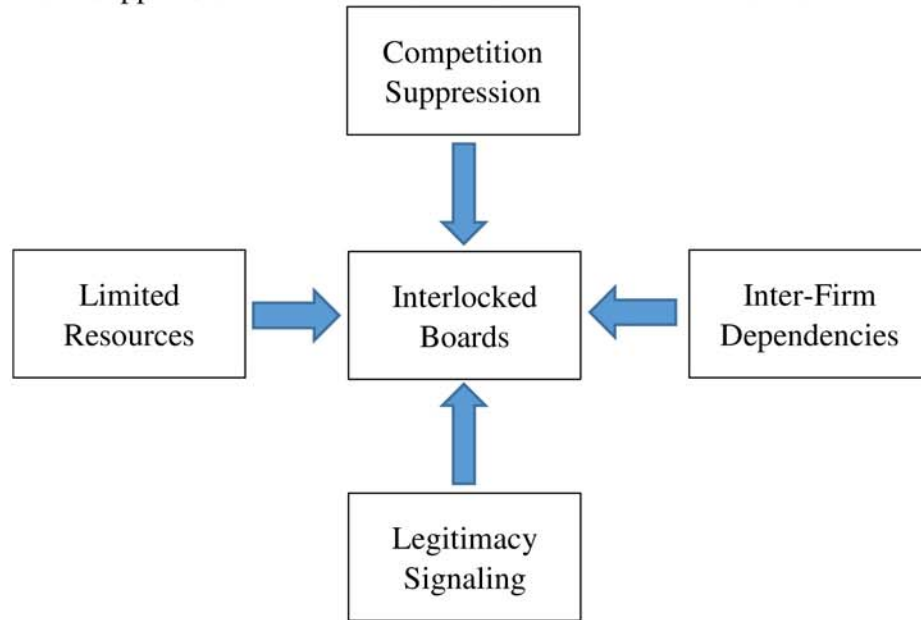 Competition
Suppression
Limited
Resources
Interlocked
Boards
Inter-Firm
Dependencies
Legitimacy
Signaling